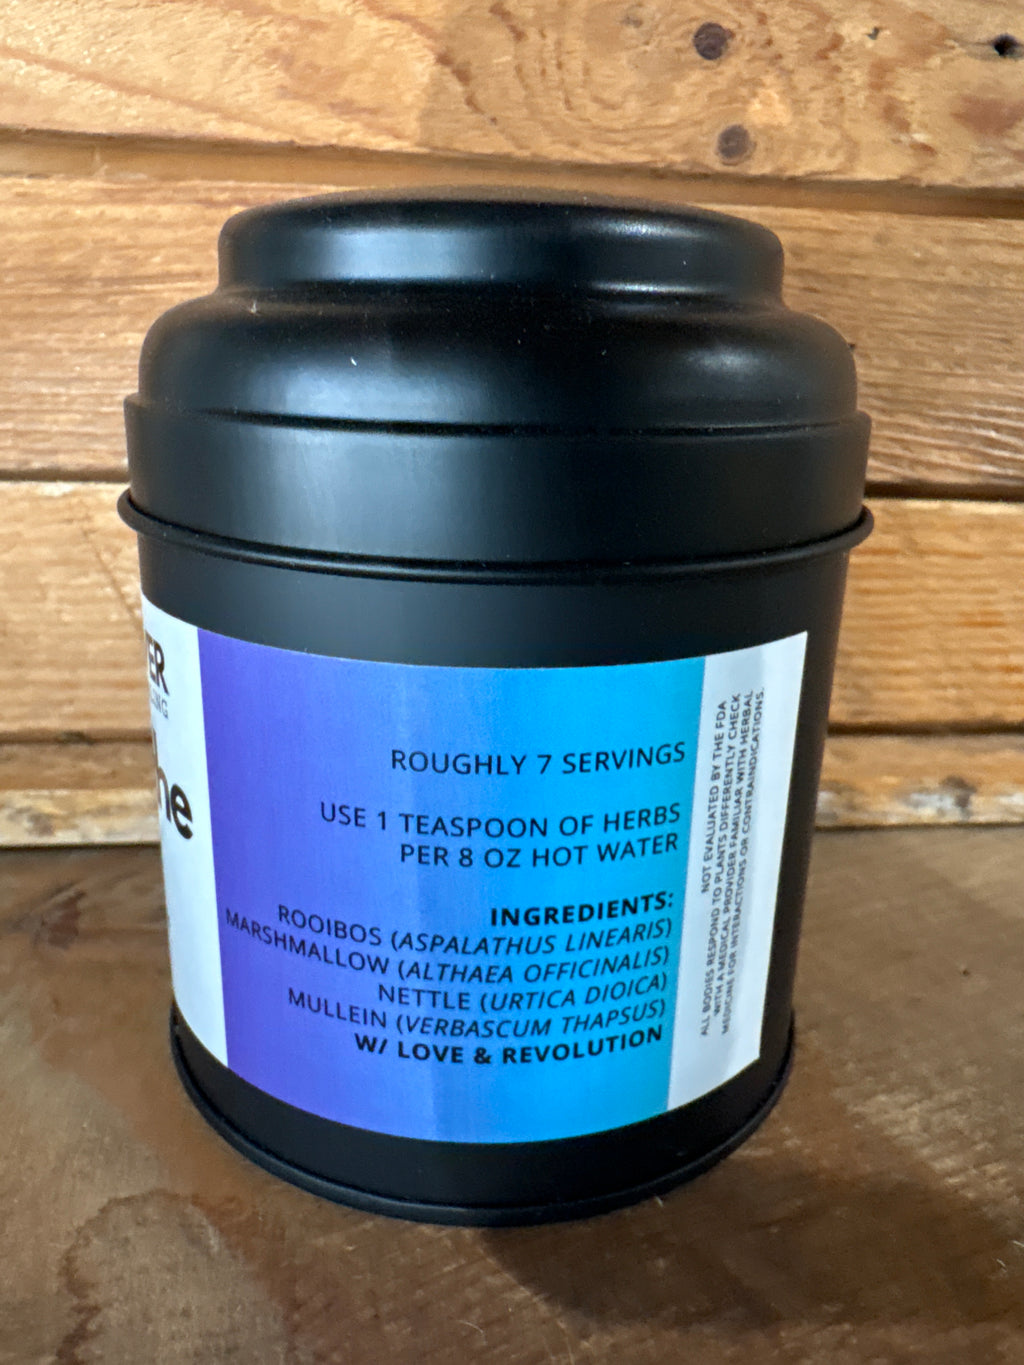 ROUGHLY 7 SERVINGS
USE 1 TEASPOON OF HERBS
PER 8 OZ HOT WATER
INGREDIENTS:
ROOIBOS (ASPALATHUS LINEARIS)
MARSHMALLOW (ALTHAEA OFFICINALIS)
NETTLE (URTICA DIOICA)
MULLEIN (VERBASCUM THAPSUS)
W/ LOVE & REVOLUTION
NOT EVALUATED BY THE FDA
ALL BODIES RESPOND TO PLANTS DIFFERENTLY CHECK
WITH A MEDICAL PROVIDER FAMILIAR WITH HERBAL
MEDICINE FOR INTERACTIONS OR CONTRAINDICATIONS.